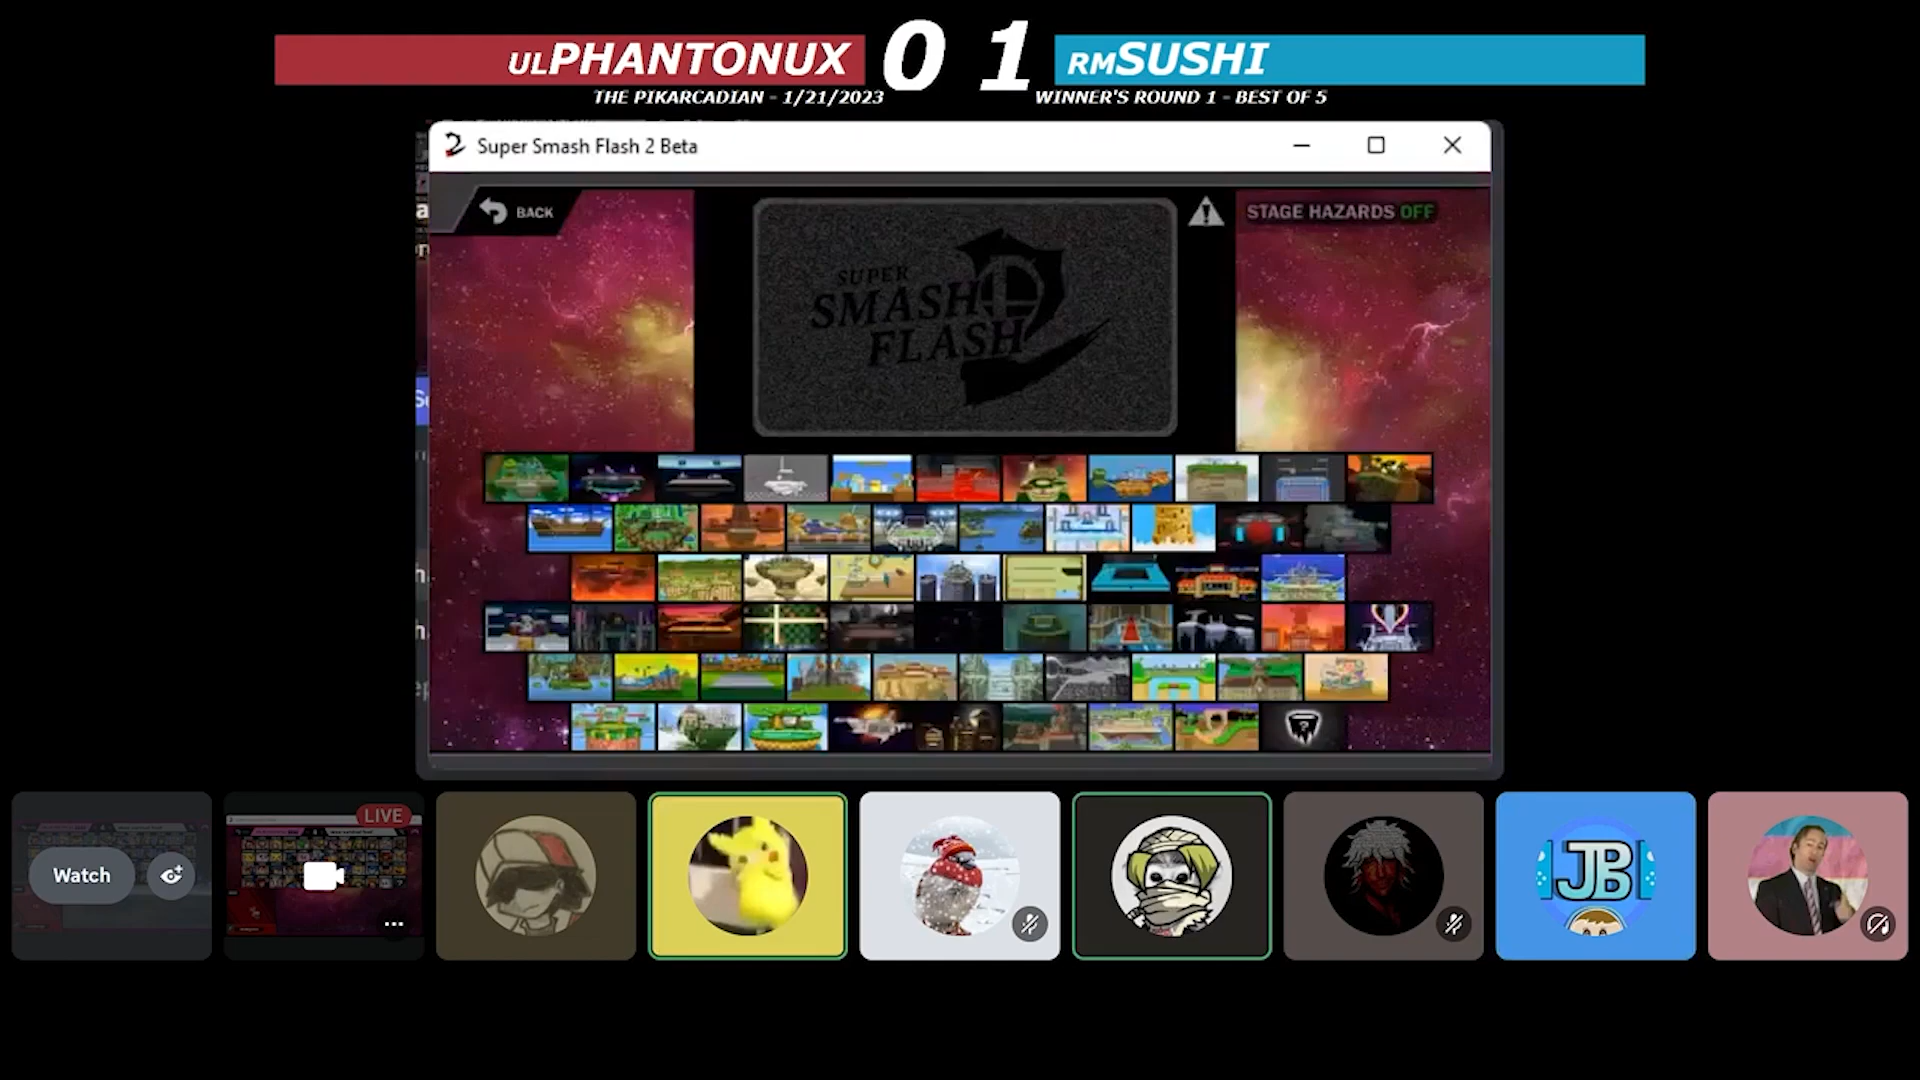 ULPHANTONUX 0 1 RMSUSHI
THE PIKARCADIAN - 1/21/2023 WINNER'S ROUND 1 - BEST OF 5
Super Smash Flash 2 Beta
BACK
STAGE HAZARDS OFF
SUPER
SMASH
FLASH
LIVE
Watch
JB